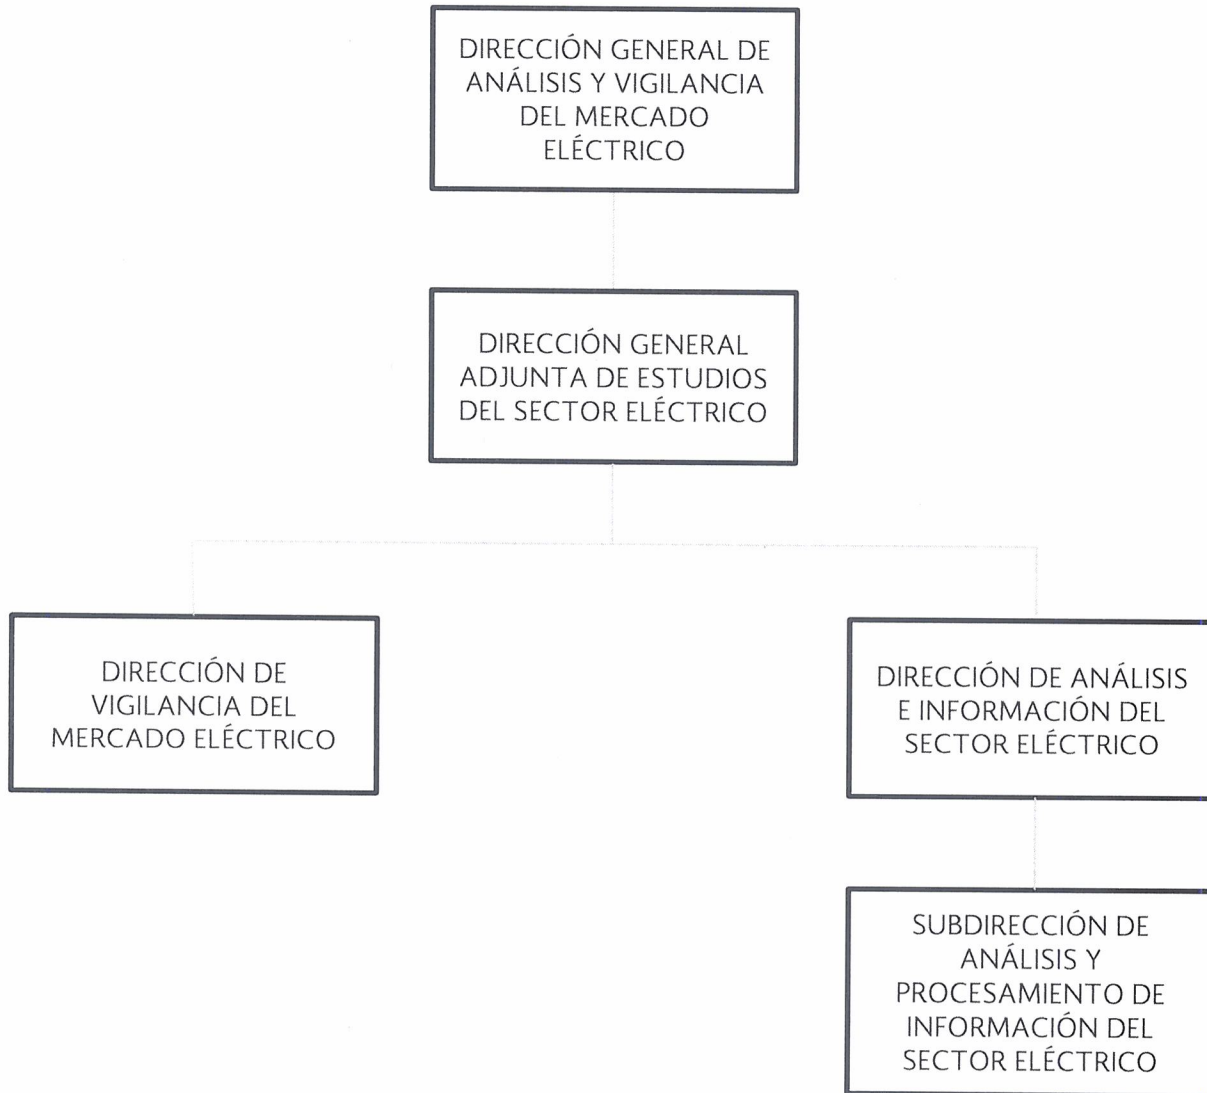 DIRECCIÓN GENERAL DE
ANÁLISIS Y VIGILANCIA
DEL MERCADO
ELÉCTRICO
DIRECCIÓN GENERAL
ADJUNTA DE ESTUDIOS
DEL SECTOR ELÉCTRICO
DIRECCIÓN DE
VIGILANCIA DEL
MERCADO ELÉCTRICO
DIRECCIÓN DE ANÁLISIS
E INFORMACIÓN DEL
SECTOR ELÉCTRICO
SUBDIRECCIÓN DE
ANÁLISIS Y
PROCESAMIENTO DE
INFORMACIÓN DEL
SECTOR ELÉCTRICO